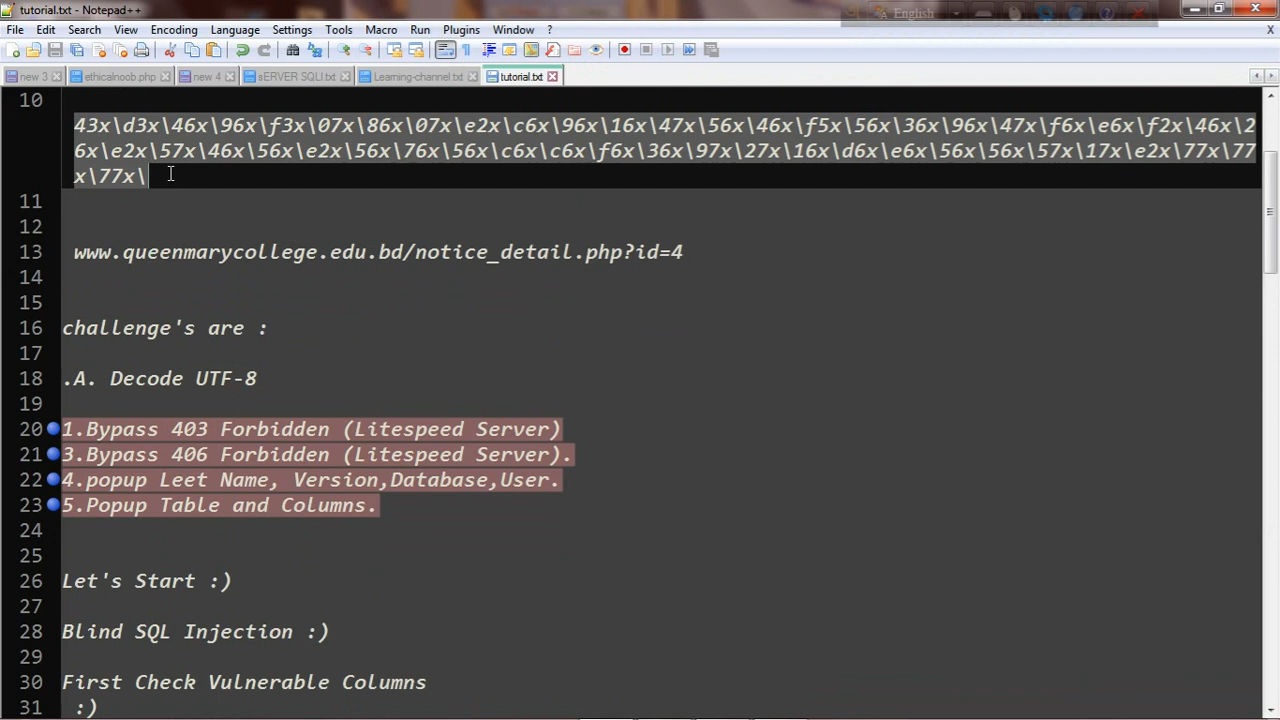 tutorial.txt - Notepad++
English
File Edit Search View Encoding Language Settings Tools Macro Run Plugins Window ? X
new 3 ethicalnoob.php new 4 sERVER SQLI.txt Learning-channel.txt tutorial.txt
10
43x\d3x\46x\96x\f3x\07x\86x\07x\e2x\c6x\96x\16x\47x\56x\46x\f5x\56x\36x\96x\47x\f6x\e6x\f2x\46x\2
6x\e2x\57x\46x\56x\e2x\56x\76x\56x\c6x\c6x\f6x\36x\97x\27x\16x\d6x\e6x\56x\56x\57x\17x\e2x\77x\77
x\77x\
11
12
13 www.queenmarycollege.edu.bd/notice_detail.php?id=4
14
15
16 challenge's are :
17
18 .A. Decode UTF-8
19
20 1.Bypass 403 Forbidden (Litespeed Server)
21 3.Bypass 406 Forbidden (Litespeed Server).
22 4.popup Leet Name, Version,Database,User.
23 5.Popup Table and Columns.
24
25
26 Let's Start :)
27
28 Blind SQL Injection :)
29
30 First Check Vulnerable Columns
31 :)